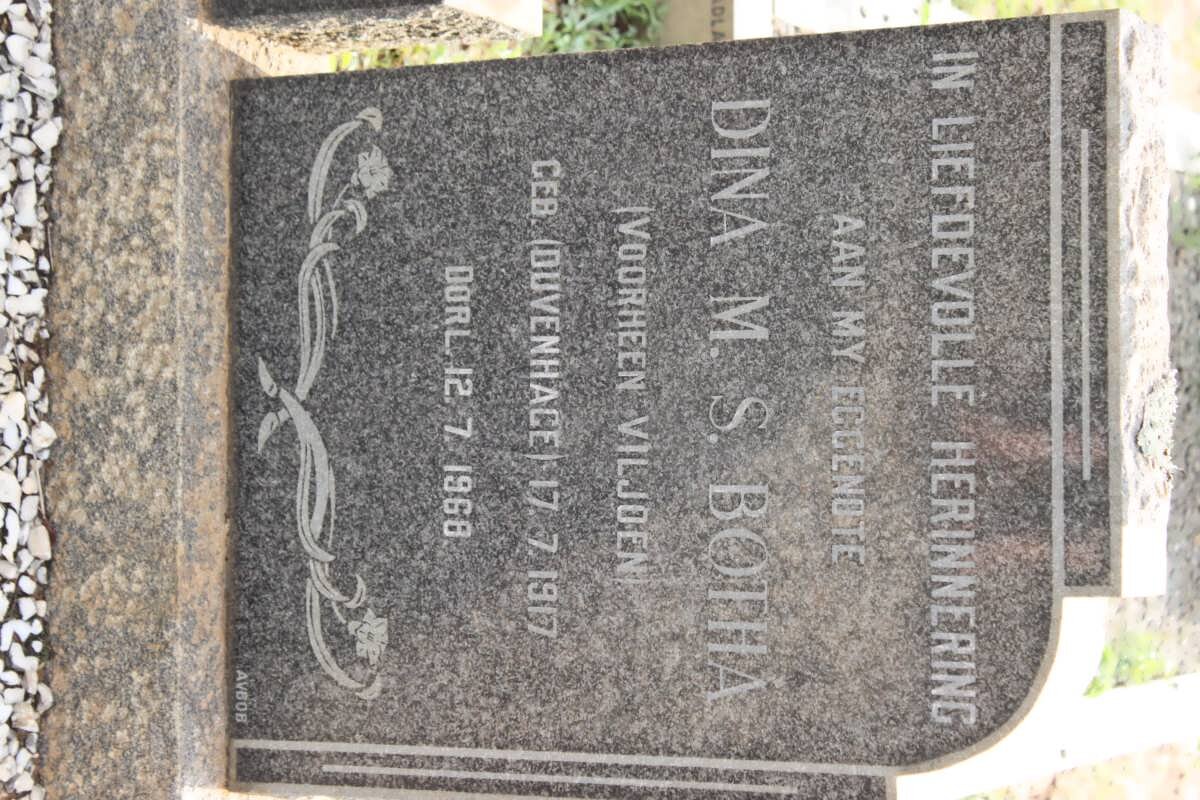 IN LIEFDEVOLLE HERINNERING
AAN MY EGGENOTE
DINA M. S. BOTHA
(VOORHEEN VILJOEN)
GEB. (DUVENHAGE) 17. 7. 1917
OORL. 12. 7. 1968
AV608